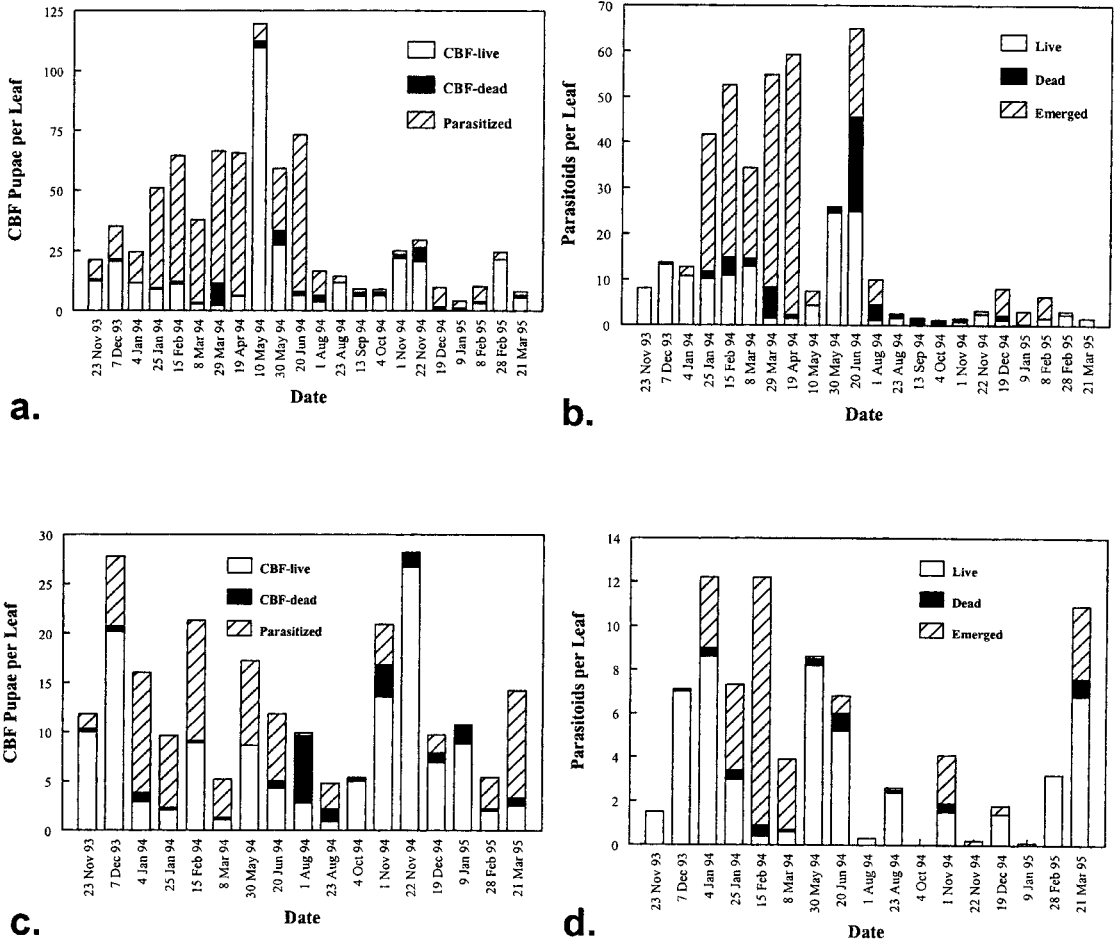 CBF Pupae per Leaf
125
100
75
50
25
0
CBF-live
CBF-dead
Parasitized
23 Nov 93
7 Dec 93
4 Jan 94
25 Jan 94
15 Feb 94
8 Mar 94
29 Mar 94
19 Apr 94
10 May 94
30 May 94
20 Jun 94
1 Aug 94
23 Aug 94
13 Sep 94
4 Oct 94
1 Nov 94
22 Nov 94
19 Dec 94
9 Jan 95
8 Feb 95
28 Feb 95
21 Mar 95
Date
a.
Parasitoids per Leaf
70
60
50
40
30
20
10
0
Live
Dead
Emerged
23 Nov 93
7 Dec 93
4 Jan 94
25 Jan 94
15 Feb 94
8 Mar 94
29 Mar 94
19 Apr 94
10 May 94
30 May 94
20 Jun 94
1 Aug 94
23 Aug 94
13 Sep 94
4 Oct 94
1 Nov 94
22 Nov 94
19 Dec 94
9 Jan 95
8 Feb 95
28 Feb 95
21 Mar 95
Date
b.
CBF Pupae per Leaf
30
25
20
15
10
5
0
CBF-live
CBF-dead
Parasitized
23 Nov 93
7 Dec 93
4 Jan 94
25 Jan 94
15 Feb 94
8 Mar 94
30 May 94
20 Jun 94
1 Aug 94
23 Aug 94
4 Oct 94
1 Nov 94
22 Nov 94
19 Dec 94
9 Jan 95
28 Feb 95
21 Mar 95
Date
c.
Parasitoids per Leaf
14
12
10
8
6
4
2
0
Live
Dead
Emerged
23 Nov 93
7 Dec 93
4 Jan 94
25 Jan 94
15 Feb 94
8 Mar 94
30 May 94
20 Jun 94
1 Aug 94
23 Aug 94
4 Oct 94
1 Nov 94
22 Nov 94
19 Dec 94
9 Jan 95
28 Feb 95
21 Mar 95
Date
d.